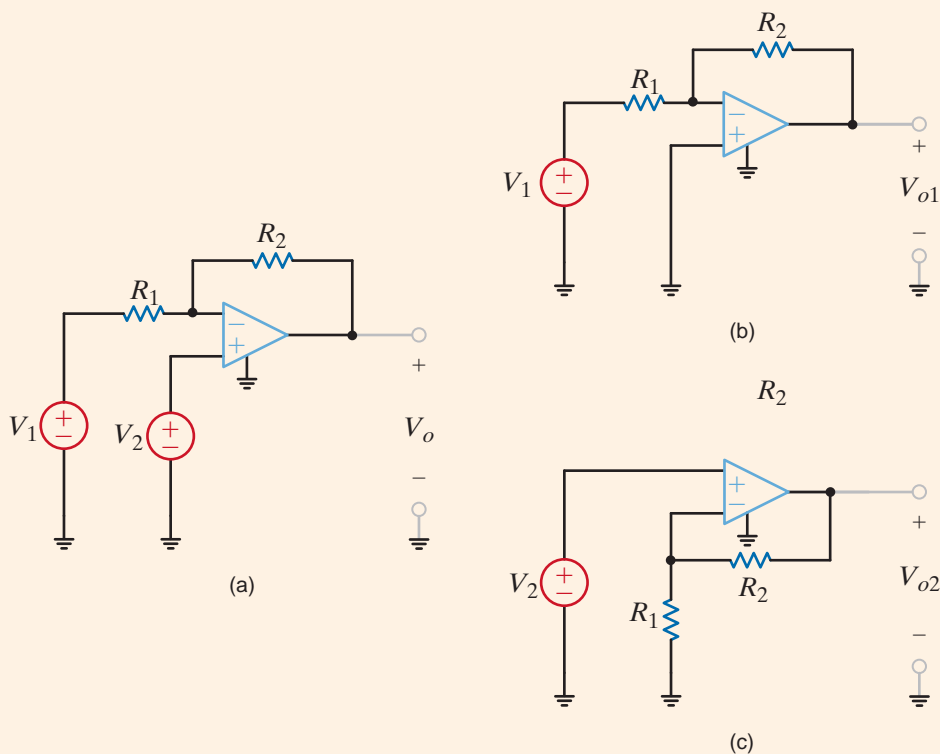 R2
R1
−
+
V1
+
−
V2
+
−
+
Vo
−
(a)
R2
R1
−
+
V1
+
−
+
Vo1
−
(b)
R2
+
−
V2
+
−
R2
R1
+
Vo2
−
(c)